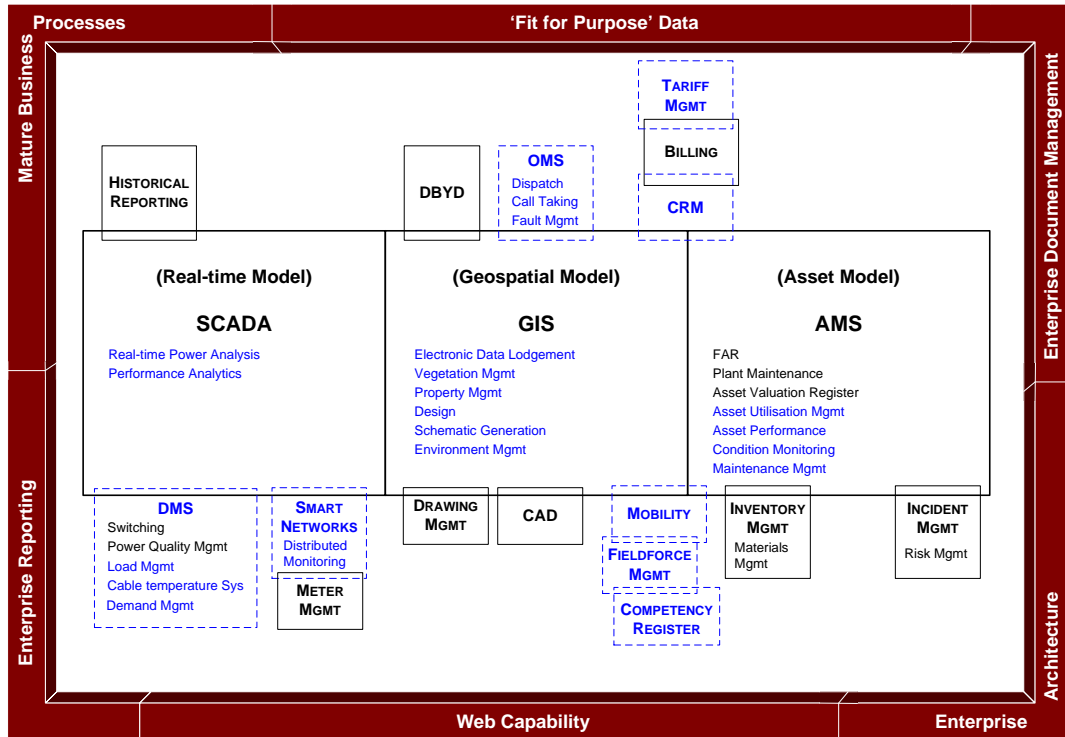 Processes
'Fit for Purpose' Data
Mature Business
Enterprise Document Management
TARIFF
MGMT
BILLING
CRM
HISTORICAL
REPORTING
DBYD
OMS
Dispatch
Call Taking
Fault Mgmt
(Real-time Model)
SCADA
Real-time Power Analysis
Performance Analytics
(Geospatial Model)
GIS
Electronic Data Lodgement
Vegetation Mgmt
Property Mgmt
Design
Schematic Generation
Environment Mgmt
(Asset Model)
AMS
FAR
Plant Maintenance
Asset Valuation Register
Asset Utilisation Mgmt
Asset Performance
Condition Monitoring
Maintenance Mgmt
DMS
Switching
Power Quality Mgmt
Load Mgmt
Cable temperature Sys
Demand Mgmt
SMART
NETWORKS
Distributed
Monitoring
METER
MGMT
DRAWING
MGMT
CAD
MOBILITY
FIELDFORCE
MGMT
COMPETENCY
REGISTER
INVENTORY
MGMT
Materials
Mgmt
INCIDENT
MGMT
Risk Mgmt
Enterprise Reporting
Architecture
Web Capability
Enterprise